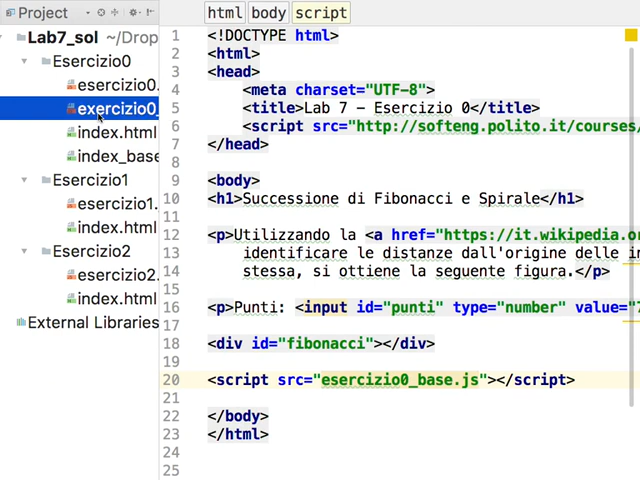 Project
html body script
Lab7_sol ~/Drop
Esercizio0
esercizio0.
exercizio0_
index.html
index_base
Esercizio1
esercizio1.
index.html
Esercizio2
esercizio2.
index.html
External Libraries
1 <!DOCTYPE html>
2 <html>
3 <head>
4 <meta charset="UTF-8">
5 <title>Lab 7 - Esercizio 0</title>
6 <script src="http://softeng.polito.it/courses/
7 </head>
8
9 <body>
10 <h1>Successione di Fibonacci e Spirale</h1>
11
12 <p>Utilizzando la <a href="https://it.wikipedia.or
13 identificare le distanze dall'origine delle in
14 stessa, si ottiene la seguente figura.</p>
15
16 <p>Punti: <input id="punti" type="number" value="7
17
18 <div id="fibonacci"></div>
19
20 <script src="esercizio0_base.js"></script>
21
22 </body>
23 </html>
24
25